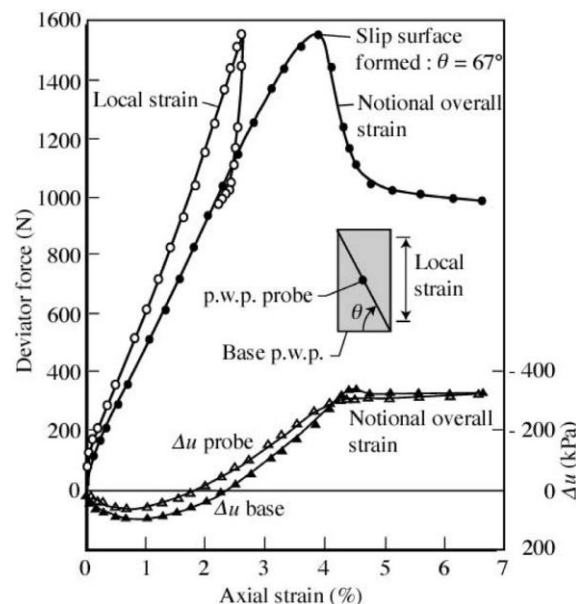 1600
1400
1200
1000
800
600
400
200
0
Deviator force (N)
Local strain
Slip surface
formed : θ = 67°
Notional overall
strain
p.w.p. probe
Local
strain
θ
Base p.w.p.
- 400
- 200
0
200
Δu (kPa)
Notional overall
strain
Δu probe
Δu base
0 1 2 3 4 5 6 7
Axial strain (%)